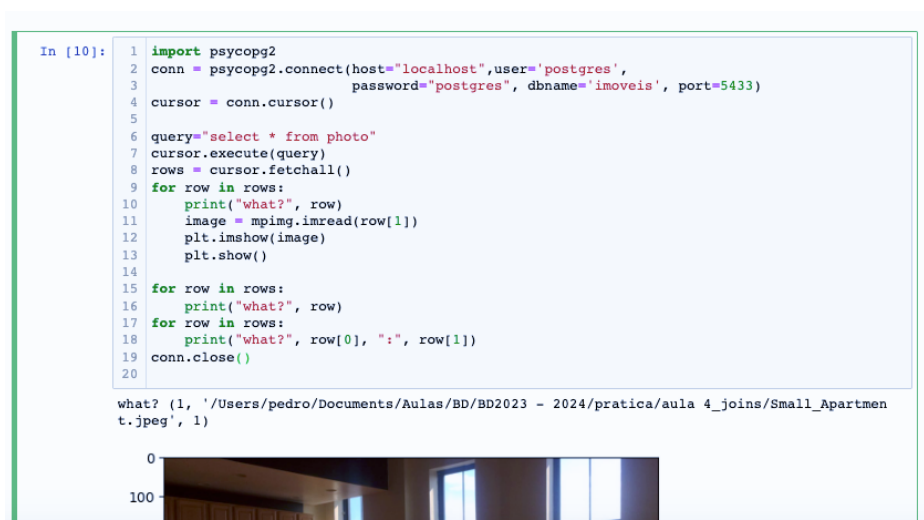 In [10]:
1 import psycopg2
2 conn = psycopg2.connect(host="localhost",user='postgres',
3                         password="postgres", dbname='imoveis', port=5433)
4 cursor = conn.cursor()
5
6 query="select * from photo"
7 cursor.execute(query)
8 rows = cursor.fetchall()
9 for row in rows:
10     print("what?", row)
11     image = mpimg.imread(row[1])
12     plt.imshow(image)
13     plt.show()
14
15 for row in rows:
16     print("what?", row)
17 for row in rows:
18     print("what?", row[0], ":", row[1])
19 conn.close()
20
what? (1, '/Users/pedro/Documents/Aulas/BD/BD2023 - 2024/pratica/aula 4_joins/Small_Apartmen
t.jpeg', 1)
0
100